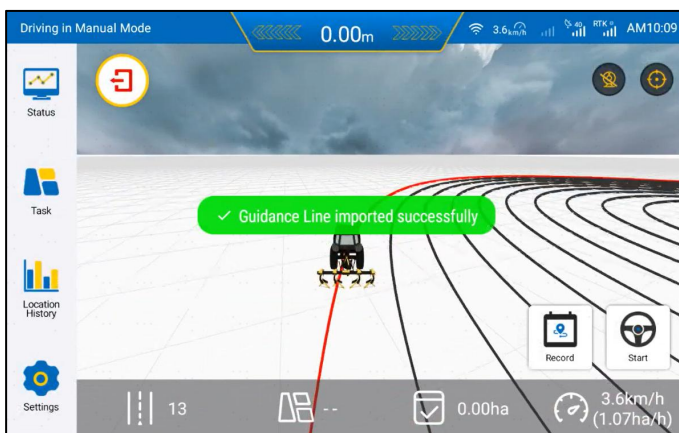 Driving in Manual Mode
0.00m
3.6km/h
40
RTK
AM10:09
Status
Task
Location
History
Settings
✓ Guidance Line imported successfully
Record
Start
13
--
0.00ha
3.6km/h
(1.07ha/h)